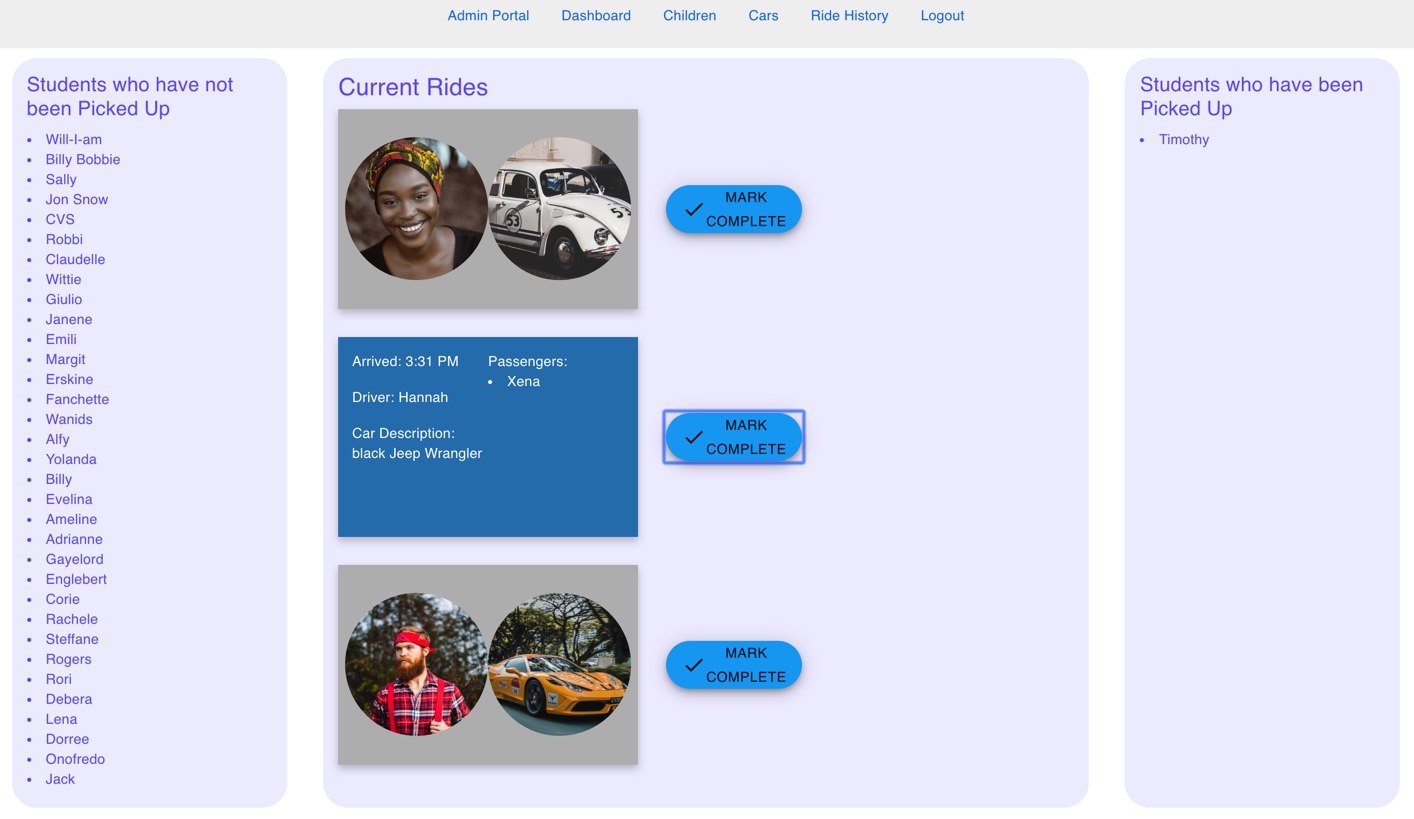 Admin Portal Dashboard Children Cars Ride History Logout
Students who have not
been Picked Up
Will-I-am
Billy Bobbie
Sally
Jon Snow
CVS
Robbi
Claudelle
Wittie
Giulio
Janene
Emili
Margit
Erskine
Fanchette
Wanids
Alfy
Yolanda
Billy
Evelina
Ameline
Adrianne
Gayelord
Englebert
Corie
Rachele
Steffane
Rogers
Rori
Debera
Lena
Dorree
Onofredo
Jack
Current Rides
53
MARK
COMPLETE
Arrived: 3:31 PM
Driver: Hannah
Car Description:
black Jeep Wrangler
Passengers:
Xena
MARK
COMPLETE
MARK
COMPLETE
Students who have been
Picked Up
Timothy